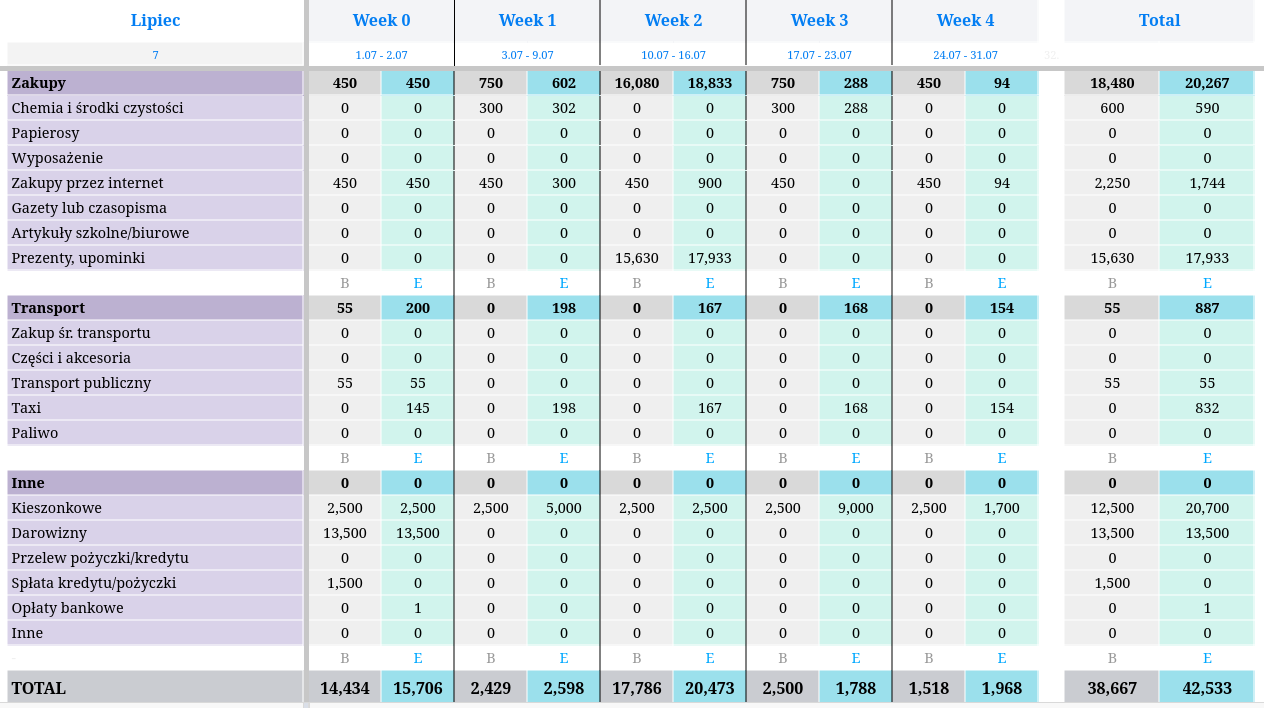 Lipiec Week 0 Week 1 Week 2 Week 3 Week 4 Total
7 1.07 - 2.07 3.07 - 9.07 10.07 - 16.07 17.07 - 23.07 24.07 - 31.07 32
Zakupy 450 450 750 602 16,080 18,833 750 288 450 94 18,480 20,267
Chemia i środki czystości 0 0 300 302 0 0 300 288 0 0 600 590
Papierosy 0 0 0 0 0 0 0 0 0 0 0 0
Wyposażenie 0 0 0 0 0 0 0 0 0 0 0 0
Zakupy przez internet 450 450 450 300 450 900 450 0 450 94 2,250 1,744
Gazety lub czasopisma 0 0 0 0 0 0 0 0 0 0 0 0
Artykuły szkolne/biurowe 0 0 0 0 0 0 0 0 0 0 0 0
Prezenty, upominki 0 0 0 0 15,630 17,933 0 0 0 0 15,630 17,933
B E B E B E B E B E B E
Transport 55 200 0 198 0 167 0 168 0 154 55 887
Zakup śr. transportu 0 0 0 0 0 0 0 0 0 0 0 0
Części i akcesoria 0 0 0 0 0 0 0 0 0 0 0 0
Transport publiczny 55 55 0 0 0 0 0 0 0 0 55 55
Taxi 0 145 0 198 0 167 0 168 0 154 0 832
Paliwo 0 0 0 0 0 0 0 0 0 0 0 0
B E B E B E B E B E B E
Inne 0 0 0 0 0 0 0 0 0 0 0 0
Kieszonkowe 2,500 2,500 2,500 5,000 2,500 2,500 2,500 9,000 2,500 1,700 12,500 20,700
Darowizny 13,500 13,500 0 0 0 0 0 0 0 0 13,500 13,500
Przelew pożyczki/kredytu 0 0 0 0 0 0 0 0 0 0 0 0
Spłata kredytu/pożyczki 1,500 0 0 0 0 0 0 0 0 0 1,500 0
Opłaty bankowe 0 1 0 0 0 0 0 0 0 0 0 1
Inne 0 0 0 0 0 0 0 0 0 0 0 0
B E B E B E B E B E B E
TOTAL 14,434 15,706 2,429 2,598 17,786 20,473 2,500 1,788 1,518 1,968 38,667 42,533